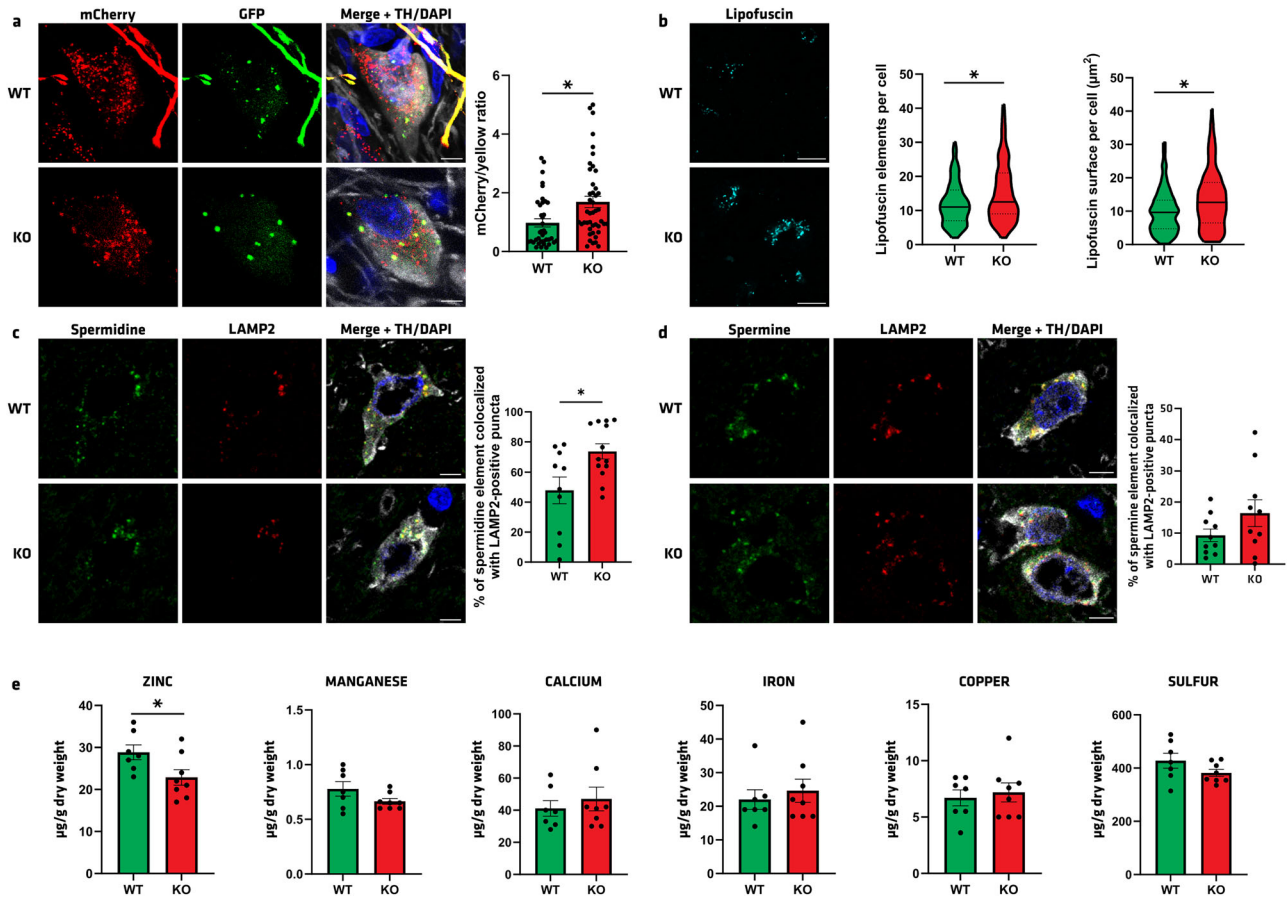 a
mCherry
GFP
Merge + TH/DAPI
WT
KO
mCherry/yellow ratio
6
4
2
0
*
WT
KO
b
Lipofuscin
WT
KO
Lipofuscin elements per cell
50
40
30
20
10
0
*
WT
KO
Lipofuscin surface per cell (µm²)
50
40
30
20
10
0
*
WT
KO
c
Spermidine
LAMP2
Merge + TH/DAPI
WT
KO
% of spermidine element colocalized
with LAMP2-positive puncta
100
80
60
40
20
0
*
WT
KO
d
Spermine
LAMP2
Merge + TH/DAPI
WT
KO
% of spermine element colocalized
with LAMP2-positive puncta
50
40
30
20
10
0
WT
KO
e
ZINC
µg/g dry weight
40
30
20
10
0
*
WT
KO
MANGANESE
µg/g dry weight
1.5
1.0
0.5
0.0
WT
KO
CALCIUM
µg/g dry weight
100
80
60
40
20
0
WT
KO
IRON
µg/g dry weight
50
40
30
20
10
0
WT
KO
COPPER
µg/g dry weight
15
10
5
0
WT
KO
SULFUR
µg/g dry weight
600
400
200
0
WT
KO